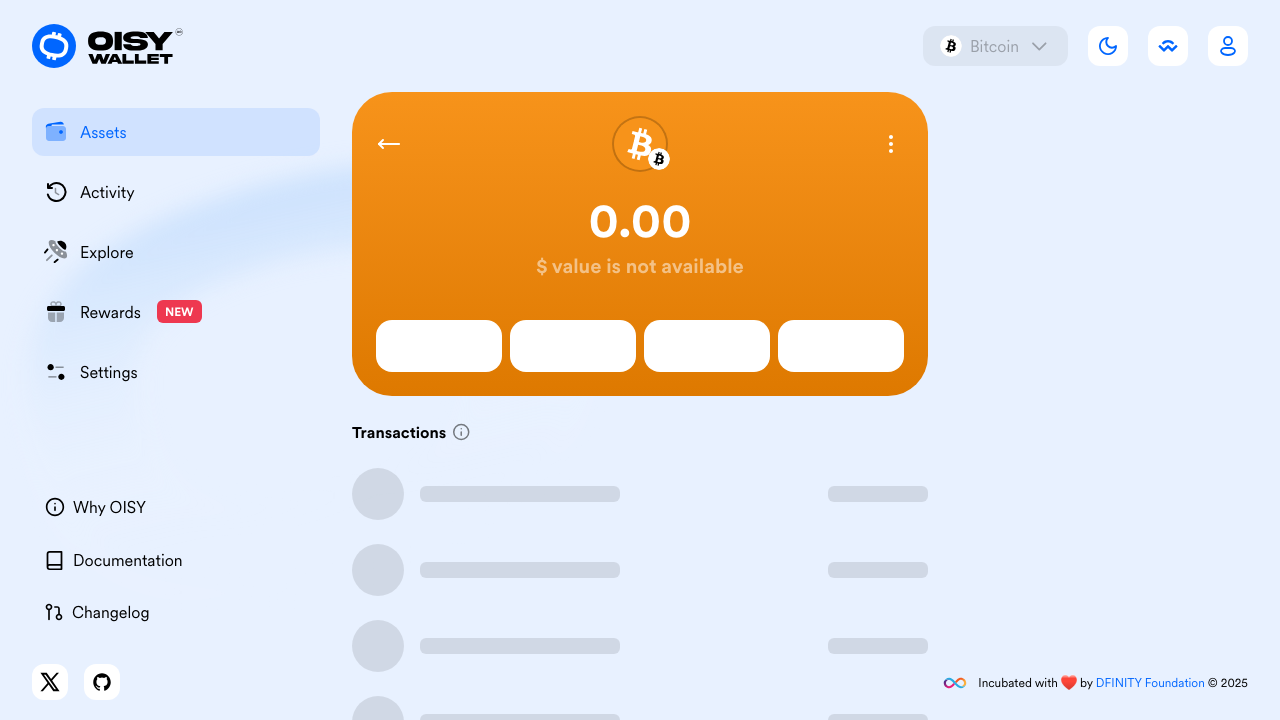 OISY
WALLET
Bitcoin
Assets
Activity
Explore
Rewards NEW
Settings
0.00
$ value is not available
Transactions
Why OISY
Documentation
Changelog
Incubated with ❤️ by DFINITY Foundation © 2025